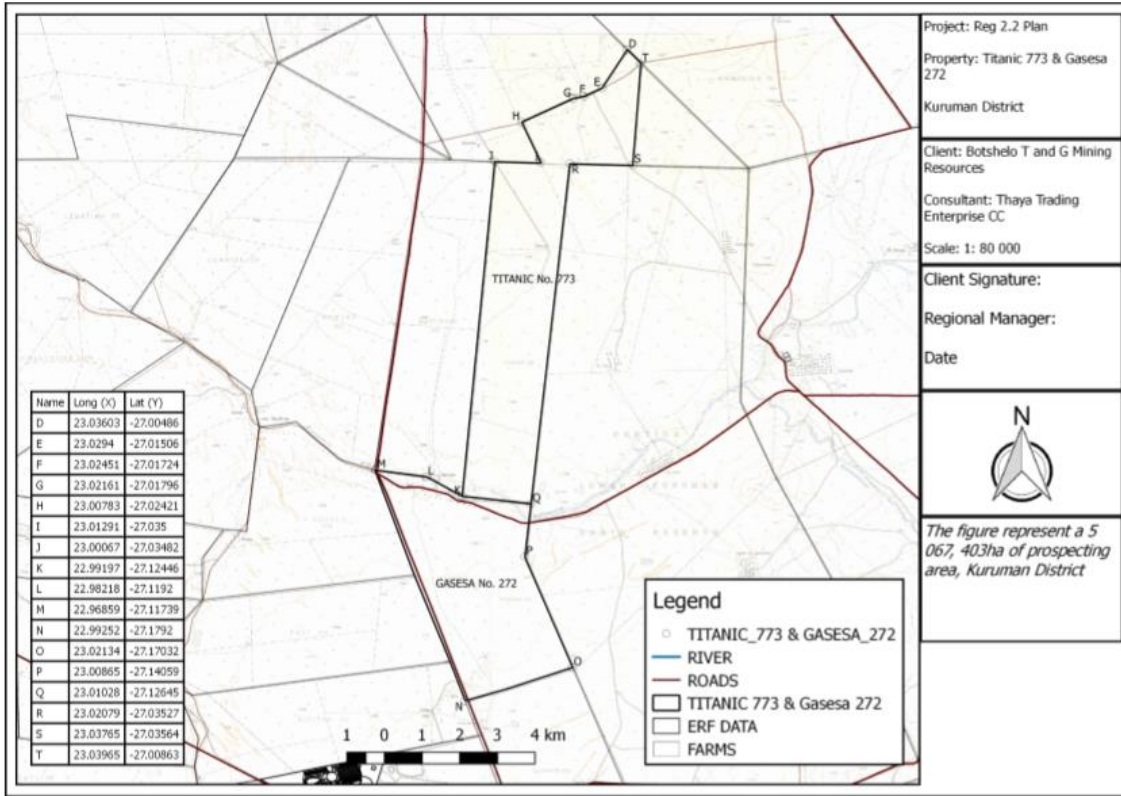 D
T
E
F
G
H
J
R
S
TITANIC No. 773
M
L
K
Q
P
GASESA No. 272
O
N
Name Long (X) Lat (Y)
D 23.03603 -27.00486
E 23.0294 -27.01506
F 23.02451 -27.01724
G 23.02161 -27.01796
H 23.00783 -27.02421
I 23.01291 -27.035
J 23.00067 -27.03482
K 22.99197 -27.12446
L 22.98218 -27.1192
M 22.96859 -27.11739
N 22.99252 -27.1792
O 23.02134 -27.17032
P 23.00865 -27.14059
Q 23.01028 -27.12645
R 23.02079 -27.03527
S 23.03765 -27.03564
T 23.03965 -27.00863
1 0 1 2 3 4 km
Legend
TITANIC_773 & GASESA_272
RIVER
ROADS
TITANIC 773 & Gasesa 272
ERF DATA
FARMS
Project: Reg 2.2 Plan
Property: Titanic 773 & Gasesa
272
Kuruman District
Client: Botshelo T and G Mining
Resources
Consultant: Thaya Trading
Enterprise CC
Scale: 1: 80 000
Client Signature:
Regional Manager:
Date
N
The figure represent a 5
067, 403ha of prospecting
area, Kuruman District